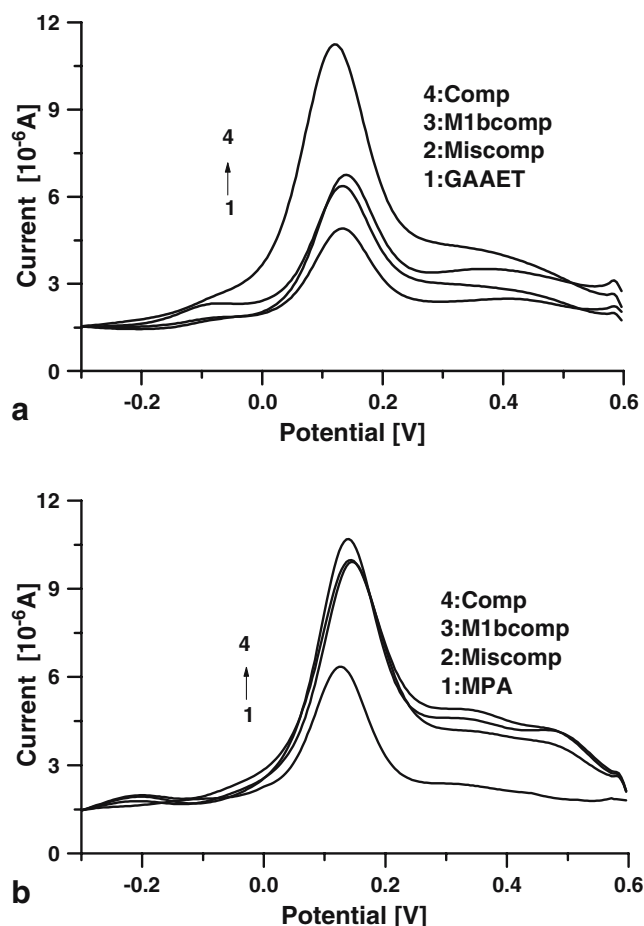 12
9
6
3
0
Current [10⁻⁶A]
4:Comp
3:M1bcomp
2:Miscomp
1:GAAET
4
1
-0.2 0.0 0.2 0.4 0.6
Potential [V]
a
12
9
6
3
0
Current [10⁻⁶A]
4:Comp
3:M1bcomp
2:Miscomp
1:MPA
4
1
-0.2 0.0 0.2 0.4 0.6
Potential [V]
b